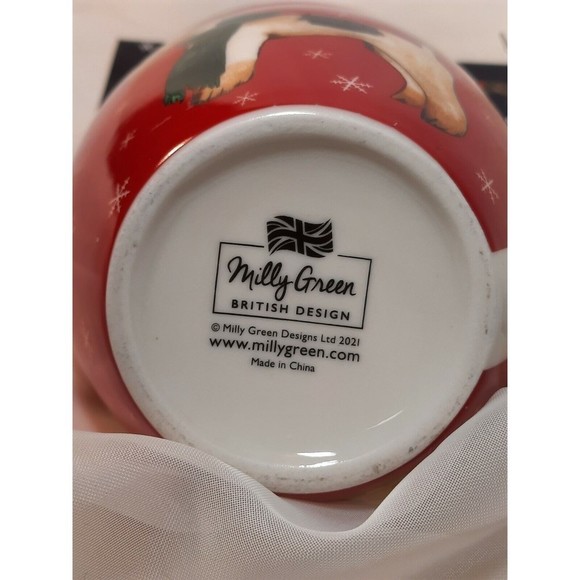 Milly Green
BRITISH DESIGN
© Milly Green Designs Ltd 2021
www.millygreen.com
Made in China